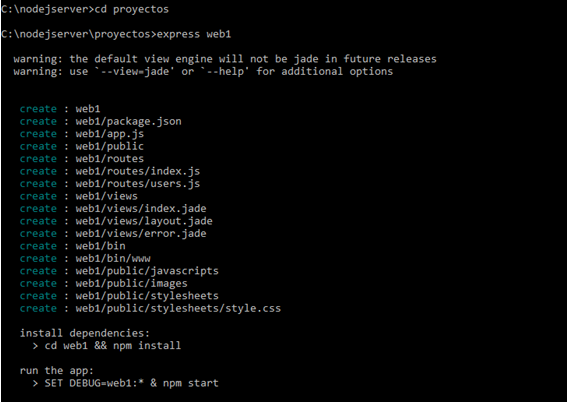 C:\nodejserver>cd proyectos
C:\nodejserver\proyectos>express web1
warning: the default view engine will not be jade in future releases
warning: use `--view=jade' or `--help' for additional options
create : web1
create : web1/package.json
create : web1/app.js
create : web1/public
create : web1/routes
create : web1/routes/index.js
create : web1/routes/users.js
create : web1/views
create : web1/views/index.jade
create : web1/views/layout.jade
create : web1/views/error.jade
create : web1/bin
create : web1/bin/www
create : web1/public/javascripts
create : web1/public/images
create : web1/public/stylesheets
create : web1/public/stylesheets/style.css
install dependencies:
> cd web1 && npm install
run the app:
> SET DEBUG=web1:* & npm start